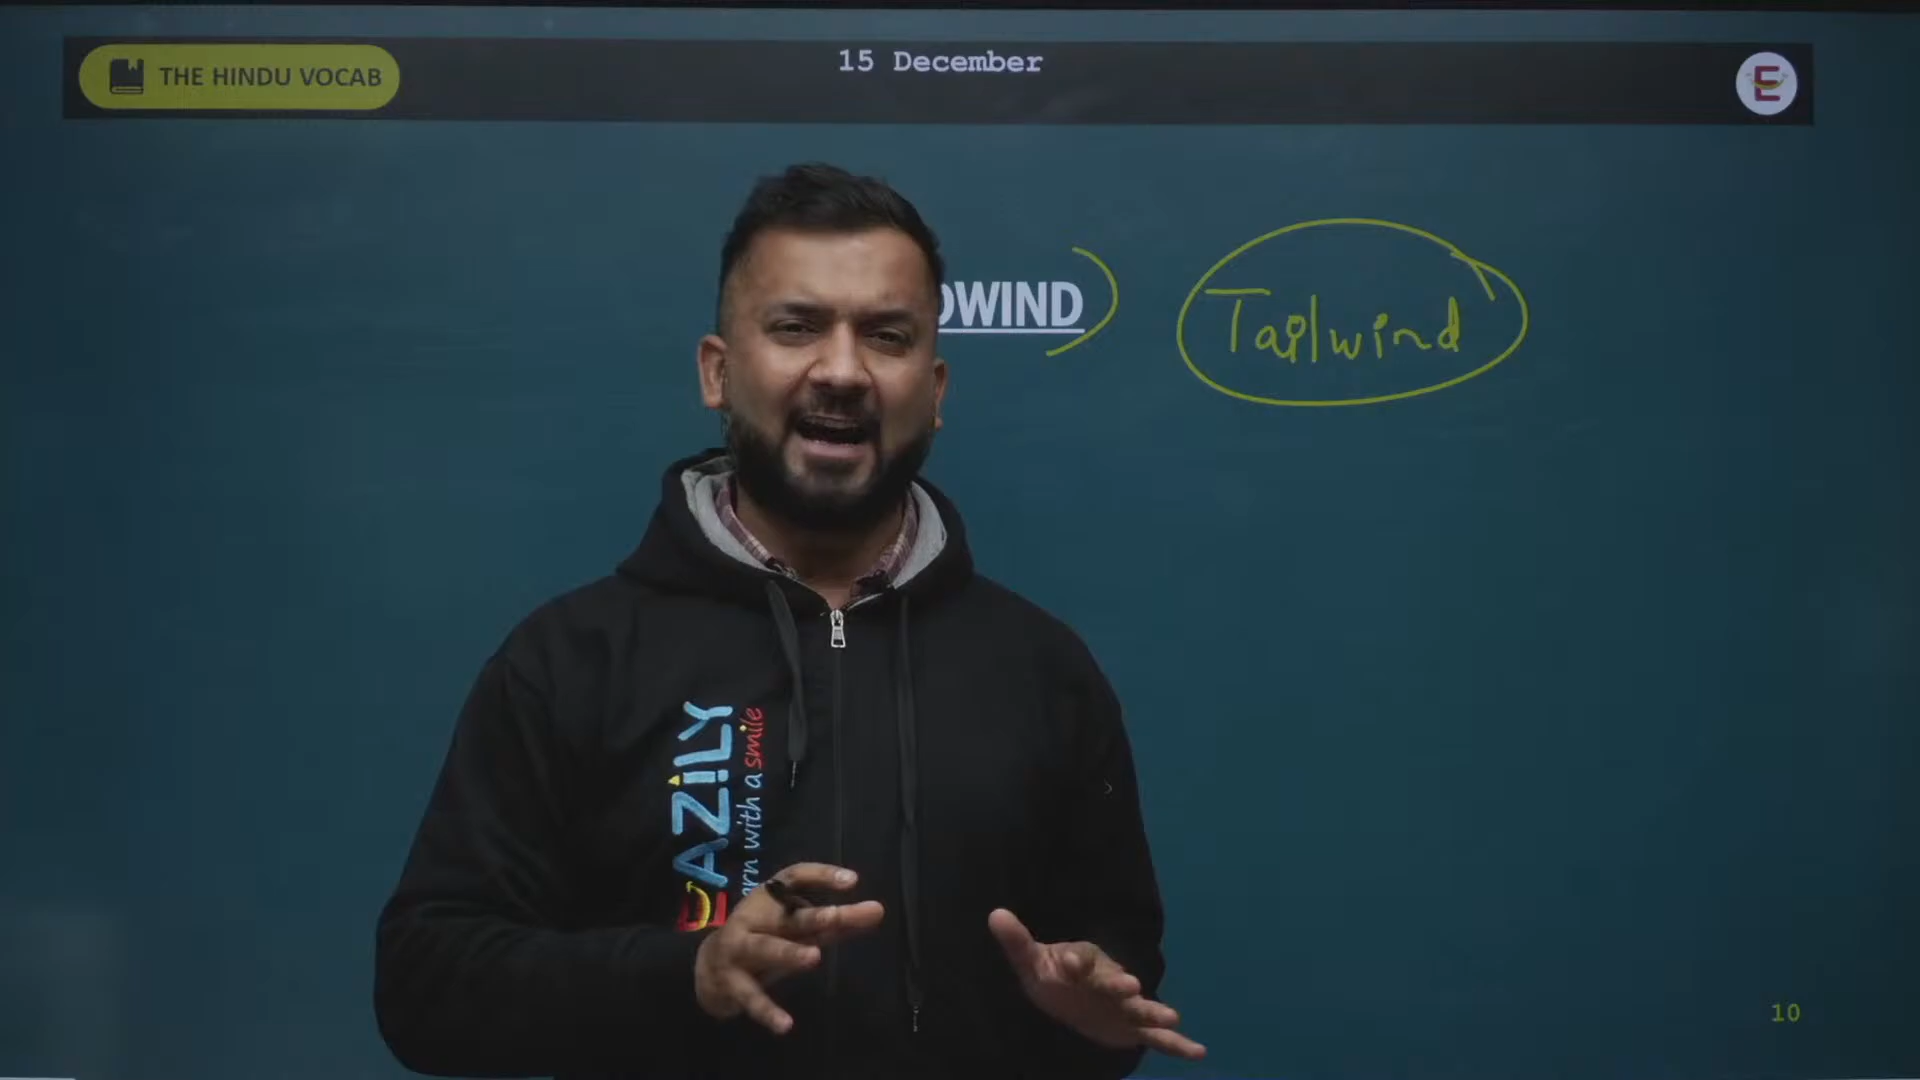 THE HINDU VOCAB
15 December
DWIND
Tailwind
EAZiLY
arn with a smile
10